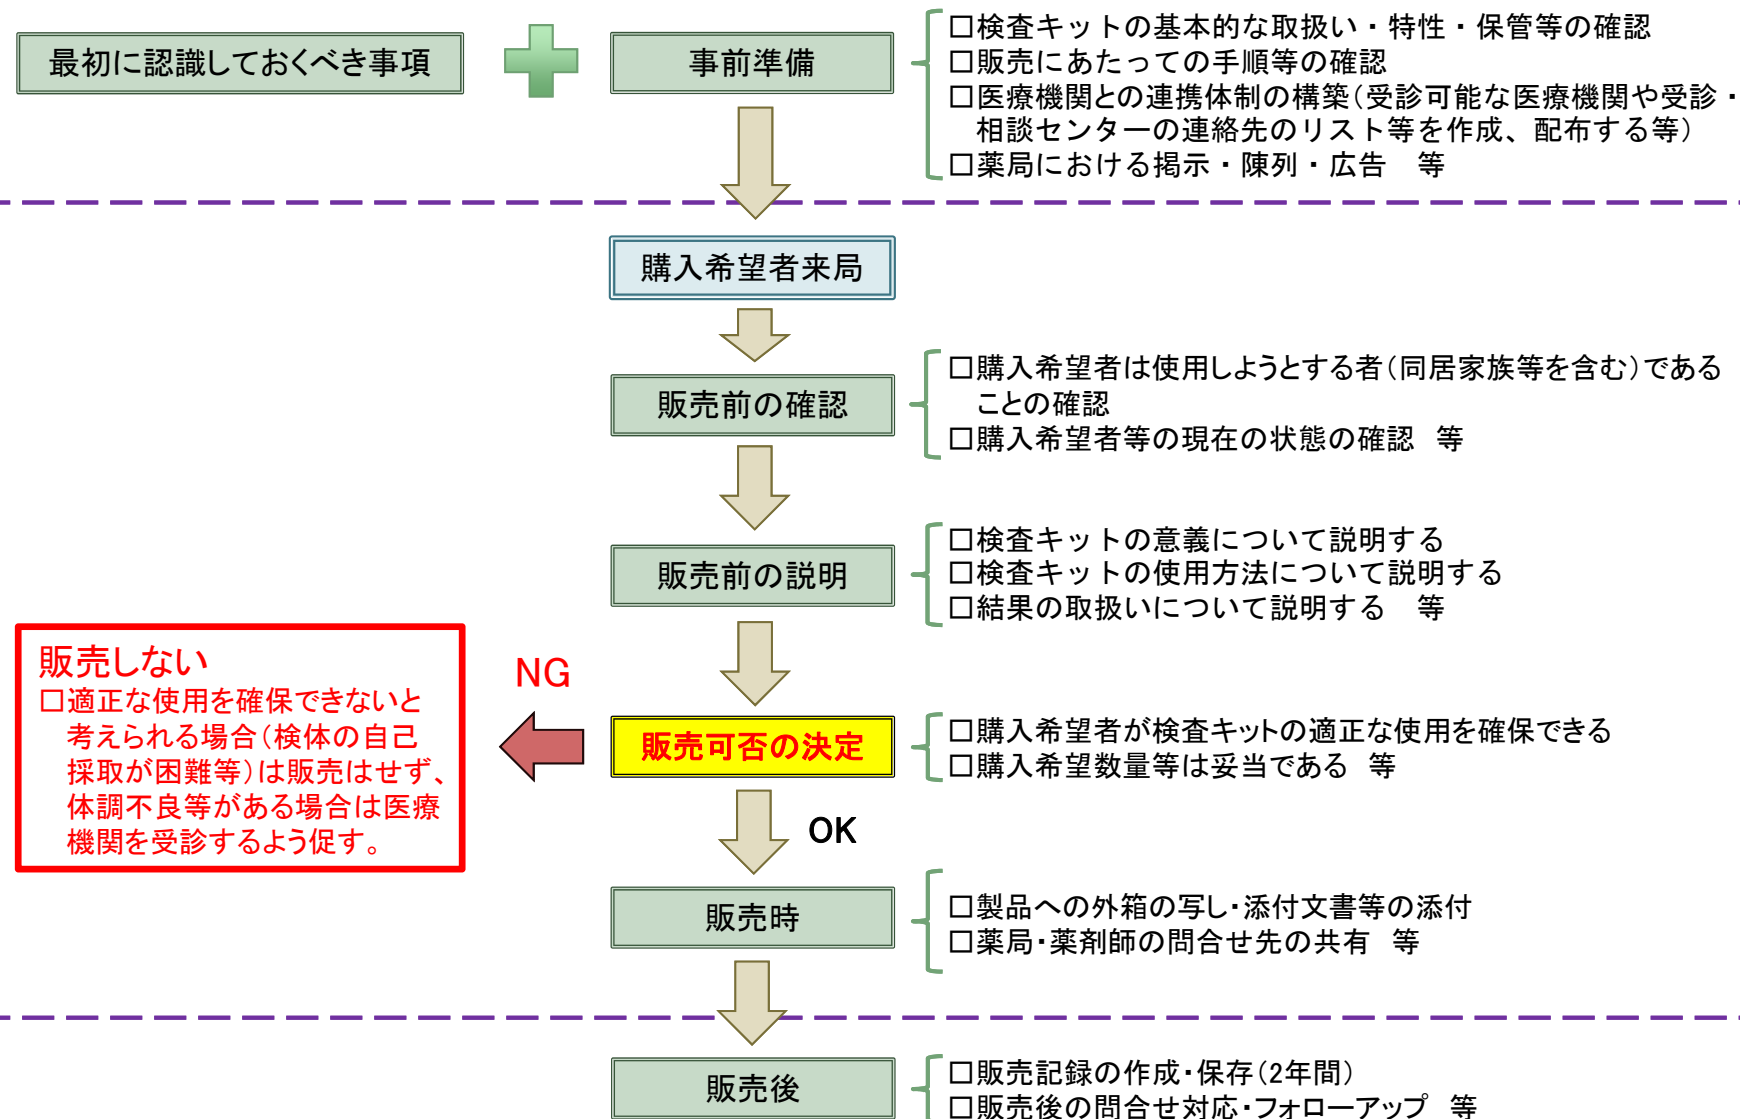 最初に認識しておくべき事項
事前準備
□検査キットの基本的な取扱い・特性・保管等の確認
□販売にあたっての手順等の確認
□医療機関との連携体制の構築（受診可能な医療機関や受診・
相談センターの連絡先のリスト等を作成、配布する等）
□薬局における掲示・陳列・広告　等
購入希望者来局
販売前の確認
□購入希望者は使用しようとする者（同居家族等を含む）である
ことの確認
□購入希望者等の現在の状態の確認　等
販売前の説明
□検査キットの意義について説明する
□検査キットの使用方法について説明する
□結果の取扱いについて説明する　等
販売しない
□適正な使用を確保できないと
考えられる場合（検体の自己
採取が困難等）は販売はせず、
体調不良等がある場合は医療
機関を受診するよう促す。
NG
販売可否の決定
□購入希望者が検査キットの適正な使用を確保できる
□購入希望数量等は妥当である　等
OK
販売時
□製品への外箱の写し・添付文書等の添付
□薬局・薬剤師の問合せ先の共有　等
販売後
□販売記録の作成・保存（2年間）
□販売後の問合せ対応・フォローアップ　等